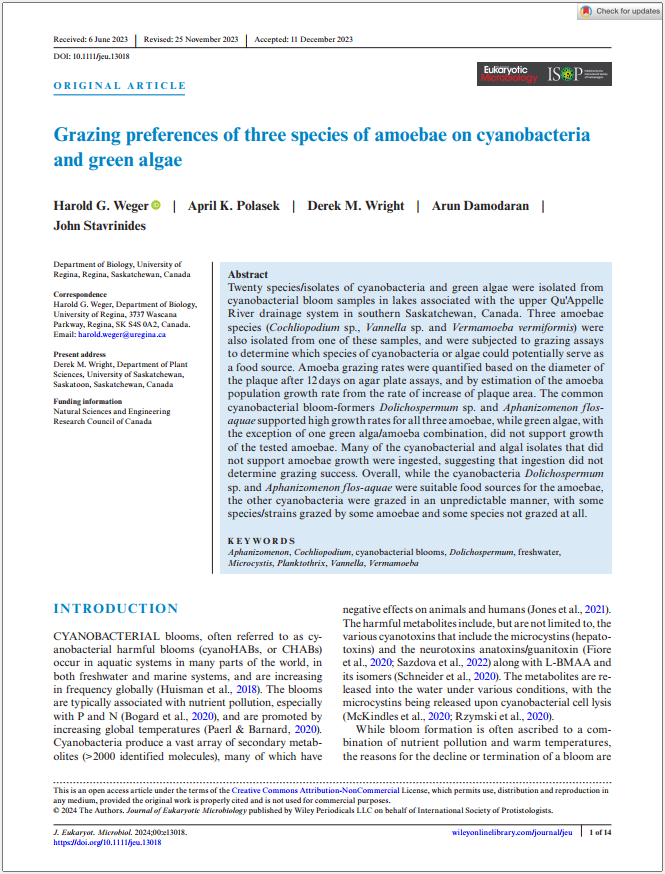 Check for updates
Received: 6 June 2023 | Revised: 25 November 2023 | Accepted: 11 December 2023
DOI: 10.1111/jeu.13018
Eukaryotic
Microbiology
ISOP
ORIGINAL ARTICLE
Grazing preferences of three species of amoebae on cyanobacteria
and green algae
Harold G. Weger | April K. Polasek | Derek M. Wright | Arun Damodaran |
John Stavrinides
Department of Biology, University of
Regina, Regina, Saskatchewan, Canada
Correspondence
Harold G. Weger, Department of Biology,
University of Regina, 3737 Wascana
Parkway, Regina, SK S4S 0A2, Canada.
Email: harold.weger@uregina.ca
Present address
Derek M. Wright, Department of Plant
Sciences, University of Saskatchewan,
Saskatoon, Saskatchewan, Canada
Funding information
Natural Sciences and Engineering
Research Council of Canada
Abstract
Twenty species/isolates of cyanobacteria and green algae were isolated from
cyanobacterial bloom samples in lakes associated with the upper Qu'Appelle
River drainage system in southern Saskatchewan, Canada. Three amoebae
species (Cochliopodium sp., Vannella sp. and Vermamoeba vermiformis) were
also isolated from one of these samples, and were subjected to grazing assays
to determine which species of cyanobacteria or algae could potentially serve as
a food source. Amoeba grazing rates were quantified based on the diameter of
the plaque after 12 days on agar plate assays, and by estimation of the amoeba
population growth rate from the rate of increase of plaque area. The common
cyanobacterial bloom-formers Dolichospermum sp. and Aphanizomenon flos-
aquae supported high growth rates for all three amoebae, while green algae, with
the exception of one green alga/amoeba combination, did not support growth
of the tested amoebae. Many of the cyanobacterial and algal isolates that did
not support amoebae growth were ingested, suggesting that ingestion did not
determine grazing success. Overall, while the cyanobacteria Dolichospermum
sp. and Aphanizomenon flos-aquae were suitable food sources for the amoebae,
the other cyanobacteria were grazed in an unpredictable manner, with some
species/strains grazed by some amoebae and some species not grazed at all.
KEYWORDS
Aphanizomenon, Cochliopodium, cyanobacterial blooms, Dolichospermum, freshwater,
Microcystis, Planktothrix, Vannella, Vermamoeba
INTRODUCTION
CYANOBACTERIAL blooms, often referred to as cy-
anobacterial harmful blooms (cyanoHABs, or CHABs)
occur in aquatic systems in many parts of the world, in
both freshwater and marine systems, and are increasing
in frequency globally (Huisman et al., 2018). The blooms
are typically associated with nutrient pollution, especially
with P and N (Bogard et al., 2020), and are promoted by
increasing global temperatures (Paerl & Barnard, 2020).
Cyanobacteria produce a vast array of secondary metab-
olites (>2000 identified molecules), many of which have
negative effects on animals and humans (Jones et al., 2021).
The harmful metabolites include, but are not limited to, the
various cyanotoxins that include the microcystins (hepato-
toxins) and the neurotoxin anatoxins/guanitoxin (Fiore
et al., 2020; Sazdova et al., 2022) along with L-BMAA and
its isomers (Schneider et al., 2020). The metabolites are re-
leased into the water under various conditions, with the
microcystins being released upon cyanobacterial cell lysis
(McKindles et al., 2020; Rzymski et al., 2020).
While bloom formation is often ascribed to a com-
bination of nutrient pollution and warm temperatures,
the reasons for the decline or termination of a bloom are
This is an open access article under the terms of the Creative Commons Attribution-NonCommercial License, which permits use, distribution and reproduction in
any medium, provided the original work is properly cited and is not used for commercial purposes.
© 2024 The Authors. Journal of Eukaryotic Microbiology published by Wiley Periodicals LLC on behalf of International Society of Protistologists.
J. Eukaryot. Microbiol. 2024;00:e13018.
https://doi.org/10.1111/jeu.13018
wileyonlinelibrary.com/journal/jeu | 1 of 14